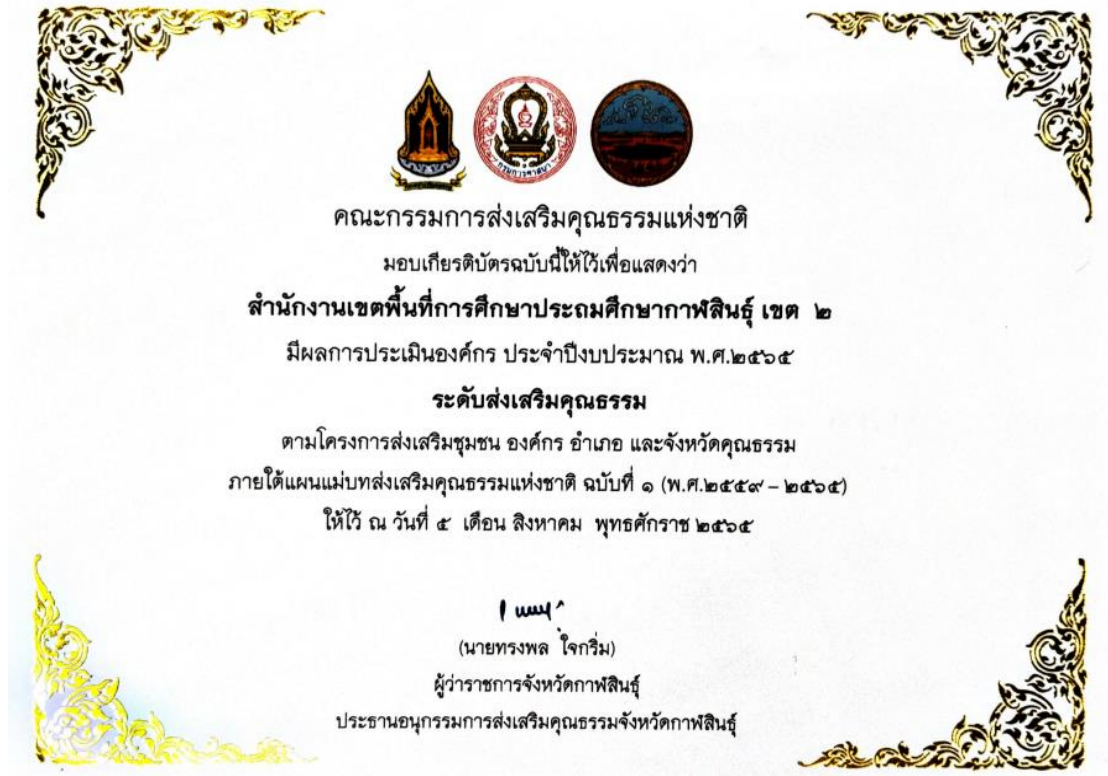 กรมการศาสนา
คณะกรรมการส่งเสริมคุณธรรมแห่งชาติ
มอบเกียรติบัตรฉบับนี้ให้ไว้เพื่อแสดงว่า
สำนักงานเขตพื้นที่การศึกษาประถมศึกษากาฬสินธุ์ เขต ๒
มีผลการประเมินองค์กร ประจำปีงบประมาณ พ.ศ.๒๕๖๕
ระดับส่งเสริมคุณธรรม
ตามโครงการส่งเสริมชุมชน องค์กร อำเภอ และจังหวัดคุณธรรม
ภายใต้แผนแม่บทส่งเสริมคุณธรรมแห่งชาติ ฉบับที่ ๑ (พ.ศ.๒๕๕๙ – ๒๕๖๕)
ให้ไว้ ณ วันที่ ๕ เดือน สิงหาคม พุทธศักราช ๒๕๖๕
(นายทรงพล ใจกริ่ม)
ผู้ว่าราชการจังหวัดกาฬสินธุ์
ประธานอนุกรรมการส่งเสริมคุณธรรมจังหวัดกาฬสินธุ์